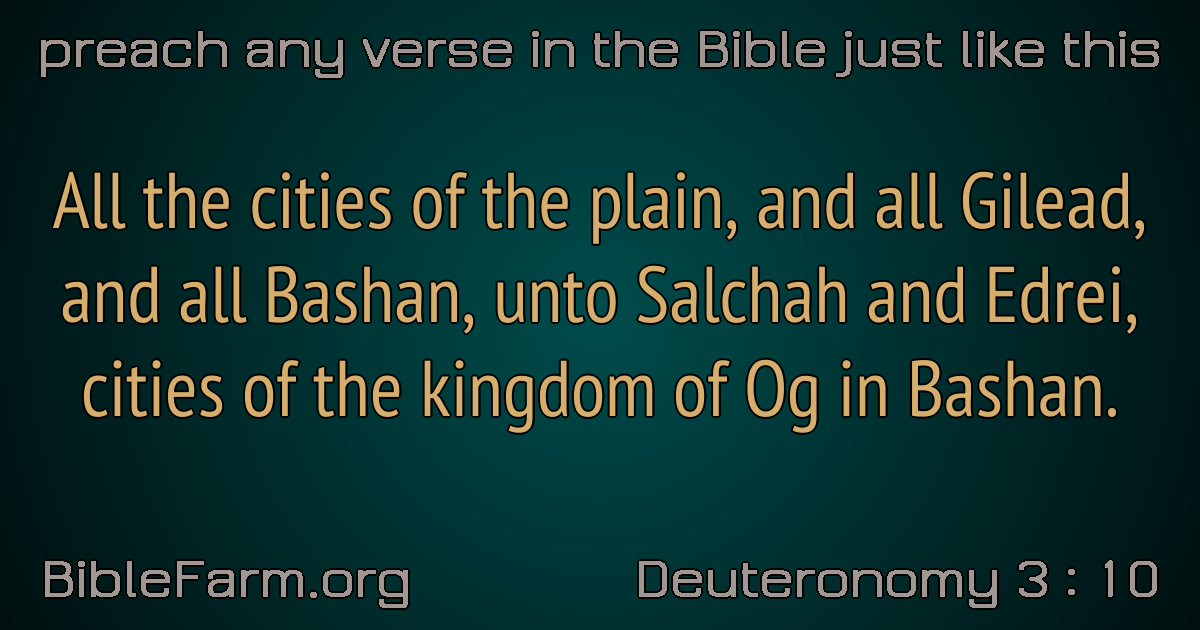 preach any verse in the Bible just like this
All the cities of the plain, and all Gilead,
and all Bashan, unto Salchah and Edrei,
cities of the kingdom of Og in Bashan.
BibleFarm.org
Deuteronomy 3 : 10